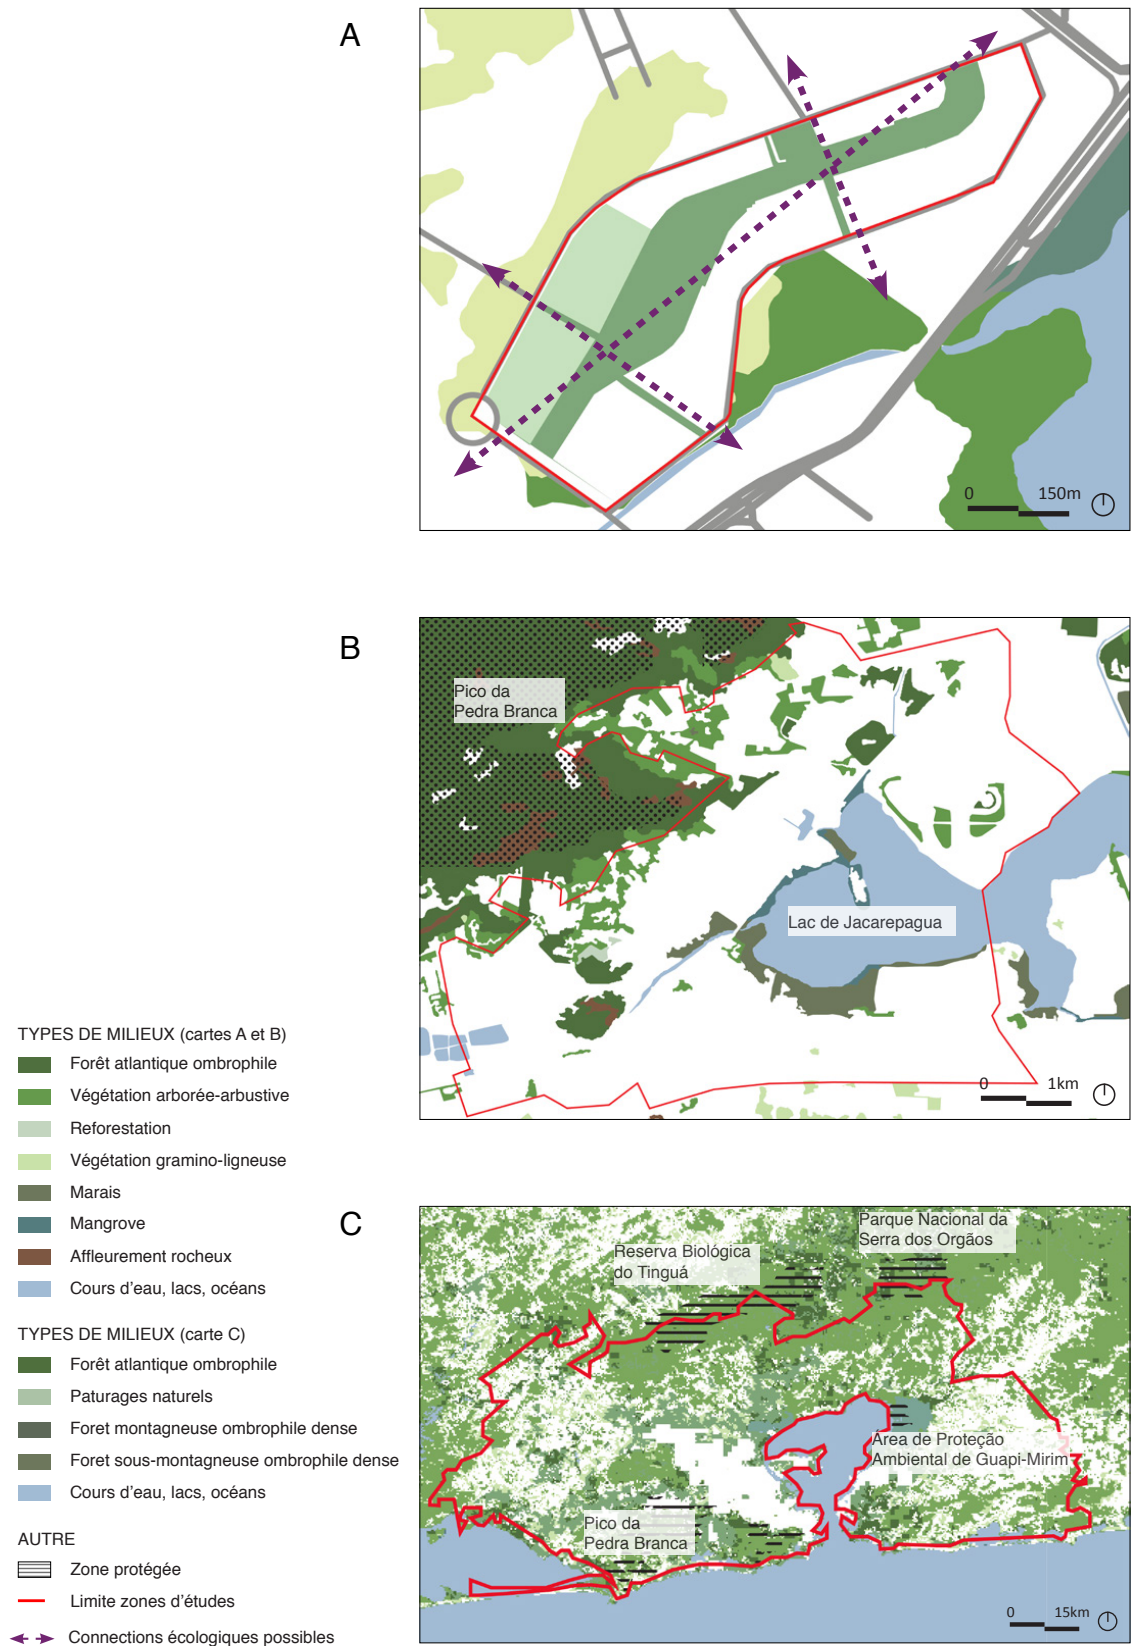 A
0 150m
B
Pico da
Pedra Branca
Lac de Jacarepagua
0 1km
TYPES DE MILIEUX (cartes A et B)
Forêt atlantique ombrophile
Végétation arborée-arbustive
Reforestation
Végétation gramino-ligneuse
Marais
Mangrove
Affleurement rocheux
Cours d'eau, lacs, océans
TYPES DE MILIEUX (carte C)
Forêt atlantique ombrophile
Paturages naturels
Foret montagneuse ombrophile dense
Foret sous-montagneuse ombrophile dense
Cours d'eau, lacs, océans
AUTRE
Zone protégée
Limite zones d'études
Connections écologiques possibles
C
Parque Nacional da
Serra dos Orgãos
Reserva Biológica
do Tinguá
Área de Proteção
Ambiental de Guapi-Mirim
Pico da
Pedra Branca
0 15km